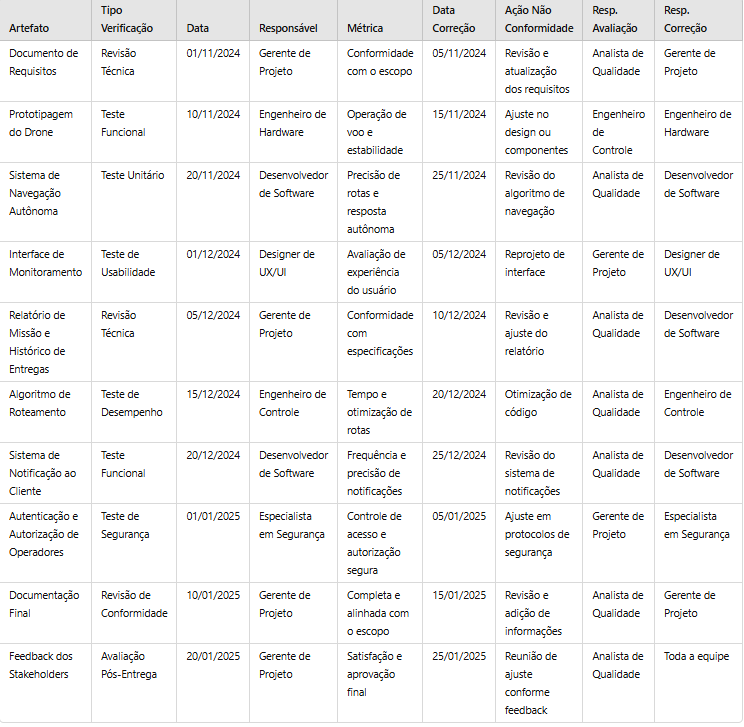 Artefato | Tipo Verificação | Data | Responsável | Métrica | Data Correção | Ação Não Conformidade | Resp. Avaliação | Resp. Correção
Documento de Requisitos | Revisão Técnica | 01/11/2024 | Gerente de Projeto | Conformidade com o escopo | 05/11/2024 | Revisão e atualização dos requisitos | Analista de Qualidade | Gerente de Projeto
Prototipagem do Drone | Teste Funcional | 10/11/2024 | Engenheiro de Hardware | Operação de voo e estabilidade | 15/11/2024 | Ajuste no design ou componentes | Engenheiro de Controle | Engenheiro de Hardware
Sistema de Navegação Autônoma | Teste Unitário | 20/11/2024 | Desenvolvedor de Software | Precisão de rotas e resposta autônoma | 25/11/2024 | Revisão do algoritmo de navegação | Analista de Qualidade | Desenvolvedor de Software
Interface de Monitoramento | Teste de Usabilidade | 01/12/2024 | Designer de UX/UI | Avaliação de experiência do usuário | 05/12/2024 | Reprojeto de interface | Gerente de Projeto | Designer de UX/UI
Relatório de Missão e Histórico de Entregas | Revisão Técnica | 05/12/2024 | Gerente de Projeto | Conformidade com especificações | 10/12/2024 | Revisão e ajuste do relatório | Analista de Qualidade | Desenvolvedor de Software
Algoritmo de Roteamento | Teste de Desempenho | 15/12/2024 | Engenheiro de Controle | Tempo e otimização de rotas | 20/12/2024 | Otimização de código | Analista de Qualidade | Engenheiro de Controle
Sistema de Notificação ao Cliente | Teste Funcional | 20/12/2024 | Desenvolvedor de Software | Frequência e precisão de notificações | 25/12/2024 | Revisão do sistema de notificações | Analista de Qualidade | Desenvolvedor de Software
Autenticação e Autorização de Operadores | Teste de Segurança | 01/01/2025 | Especialista em Segurança | Controle de acesso e autorização segura | 05/01/2025 | Ajuste em protocolos de segurança | Gerente de Projeto | Especialista em Segurança
Documentação Final | Revisão de Conformidade | 10/01/2025 | Gerente de Projeto | Completa e alinhada com o escopo | 15/01/2025 | Revisão e adição de informações | Analista de Qualidade | Gerente de Projeto
Feedback dos Stakeholders | Avaliação Pós-Entrega | 20/01/2025 | Gerente de Projeto | Satisfação e aprovação final | 25/01/2025 | Reunião de ajuste conforme feedback | Analista de Qualidade | Toda a equipe